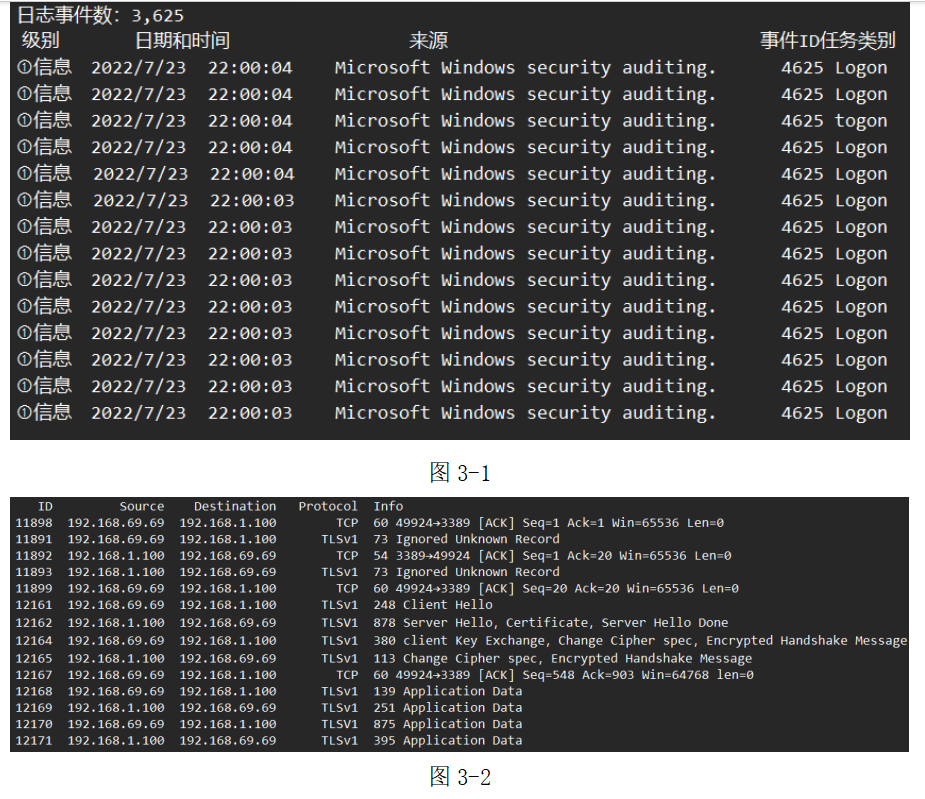 日志事件数: 3,625
级别 日期和时间 来源 事件ID任务类别
①信息 2022/7/23 22:00:04 Microsoft Windows security auditing. 4625 Logon
①信息 2022/7/23 22:00:04 Microsoft Windows security auditing. 4625 Logon
①信息 2022/7/23 22:00:04 Microsoft Windows security auditing. 4625 togon
①信息 2022/7/23 22:00:04 Microsoft Windows security auditing. 4625 Logon
①信息 2022/7/23 22:00:04 Microsoft Windows security auditing. 4625 Logon
①信息 2022/7/23 22:00:03 Microsoft Windows security auditing. 4625 Logon
①信息 2022/7/23 22:00:03 Microsoft Windows security auditing. 4625 Logon
①信息 2022/7/23 22:00:03 Microsoft Windows security auditing. 4625 Logon
①信息 2022/7/23 22:00:03 Microsoft Windows security auditing. 4625 Logon
①信息 2022/7/23 22:00:03 Microsoft Windows security auditing. 4625 Logon
①信息 2022/7/23 22:00:03 Microsoft Windows security auditing. 4625 Logon
①信息 2022/7/23 22:00:03 Microsoft Windows security auditing. 4625 Logon
①信息 2022/7/23 22:00:03 Microsoft Windows security auditing. 4625 Logon
①信息 2022/7/23 22:00:03 Microsoft Windows security auditing. 4625 Logon
图 3-1
ID Source Destination Protocol Info
11898 192.168.69.69 192.168.1.100 TCP 60 49924→3389 [ACK] Seq=1 Ack=1 Win=65536 Len=0
11891 192.168.69.69 192.168.1.100 TLSv1 73 Ignored Unknown Record
11892 192.168.1.100 192.168.69.69 TCP 54 3389→49924 [ACK] Seq=1 Ack=20 Win=65536 Len=0
11893 192.168.1.100 192.168.69.69 TLSv1 73 Ignored Unknown Record
11899 192.168.69.69 192.168.1.100 TCP 60 49924→3389 [ACK] Seq=20 Ack=20 Win=65536 Len=0
12161 192.168.69.69 192.168.1.100 TLSv1 248 Client Hello
12162 192.168.69.69 192.168.1.100 TLSV1 878 Server Hello, Certificate, Server Hello Done
12164 192.168.69.69 192.168.1.100 TLSv1 380 client Key Exchange, Change Cipher spec, Encrypted Handshake Message
12165 192.168.1.100 192.168.69.69 TLSv1 113 Change Cipher spec, Encrypted Handshake Message
12167 192.168.1.100 192.168.69.69 TCP 60 49924→3389 [ACK] Seq=548 Ack=903 Win=64768 len=0
12168 192.168.69.69 192.168.1.100 TLSv1 139 Application Data
12169 192.168.1.100 192.168.69.69 TLSv1 251 Application Data
12170 192.168.69.69 192.168.1.100 TLSV1 875 Application Data
12171 192.168.1.100 192.168.69.69 TLSv1 395 Application Data
图 3-2